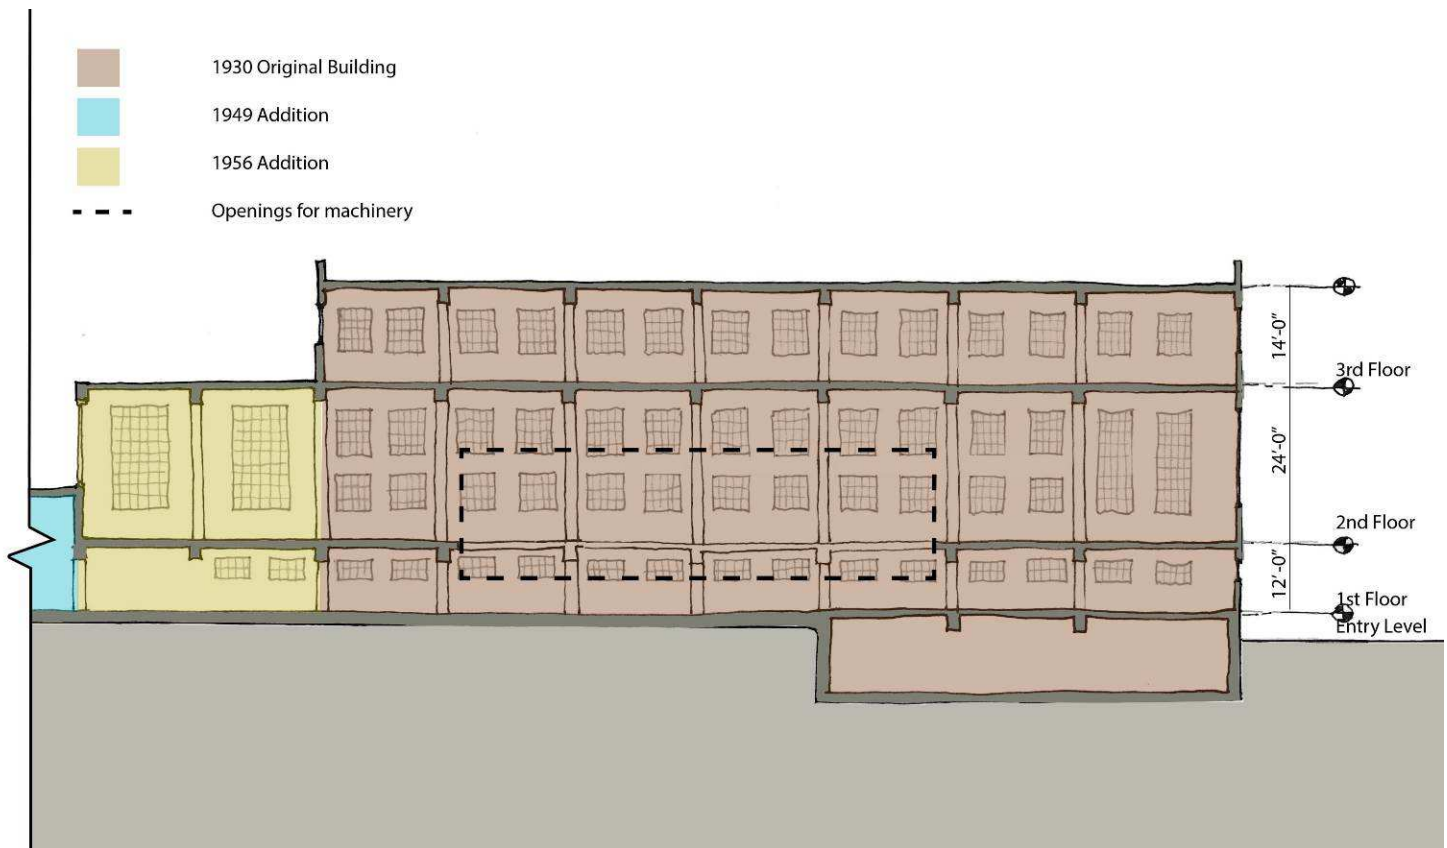 1930 Original Building
1949 Addition
1956 Addition
Openings for machinery
14'-0"
3rd Floor
24'-0"
2nd Floor
12'-0"
1st Floor
Entry Level